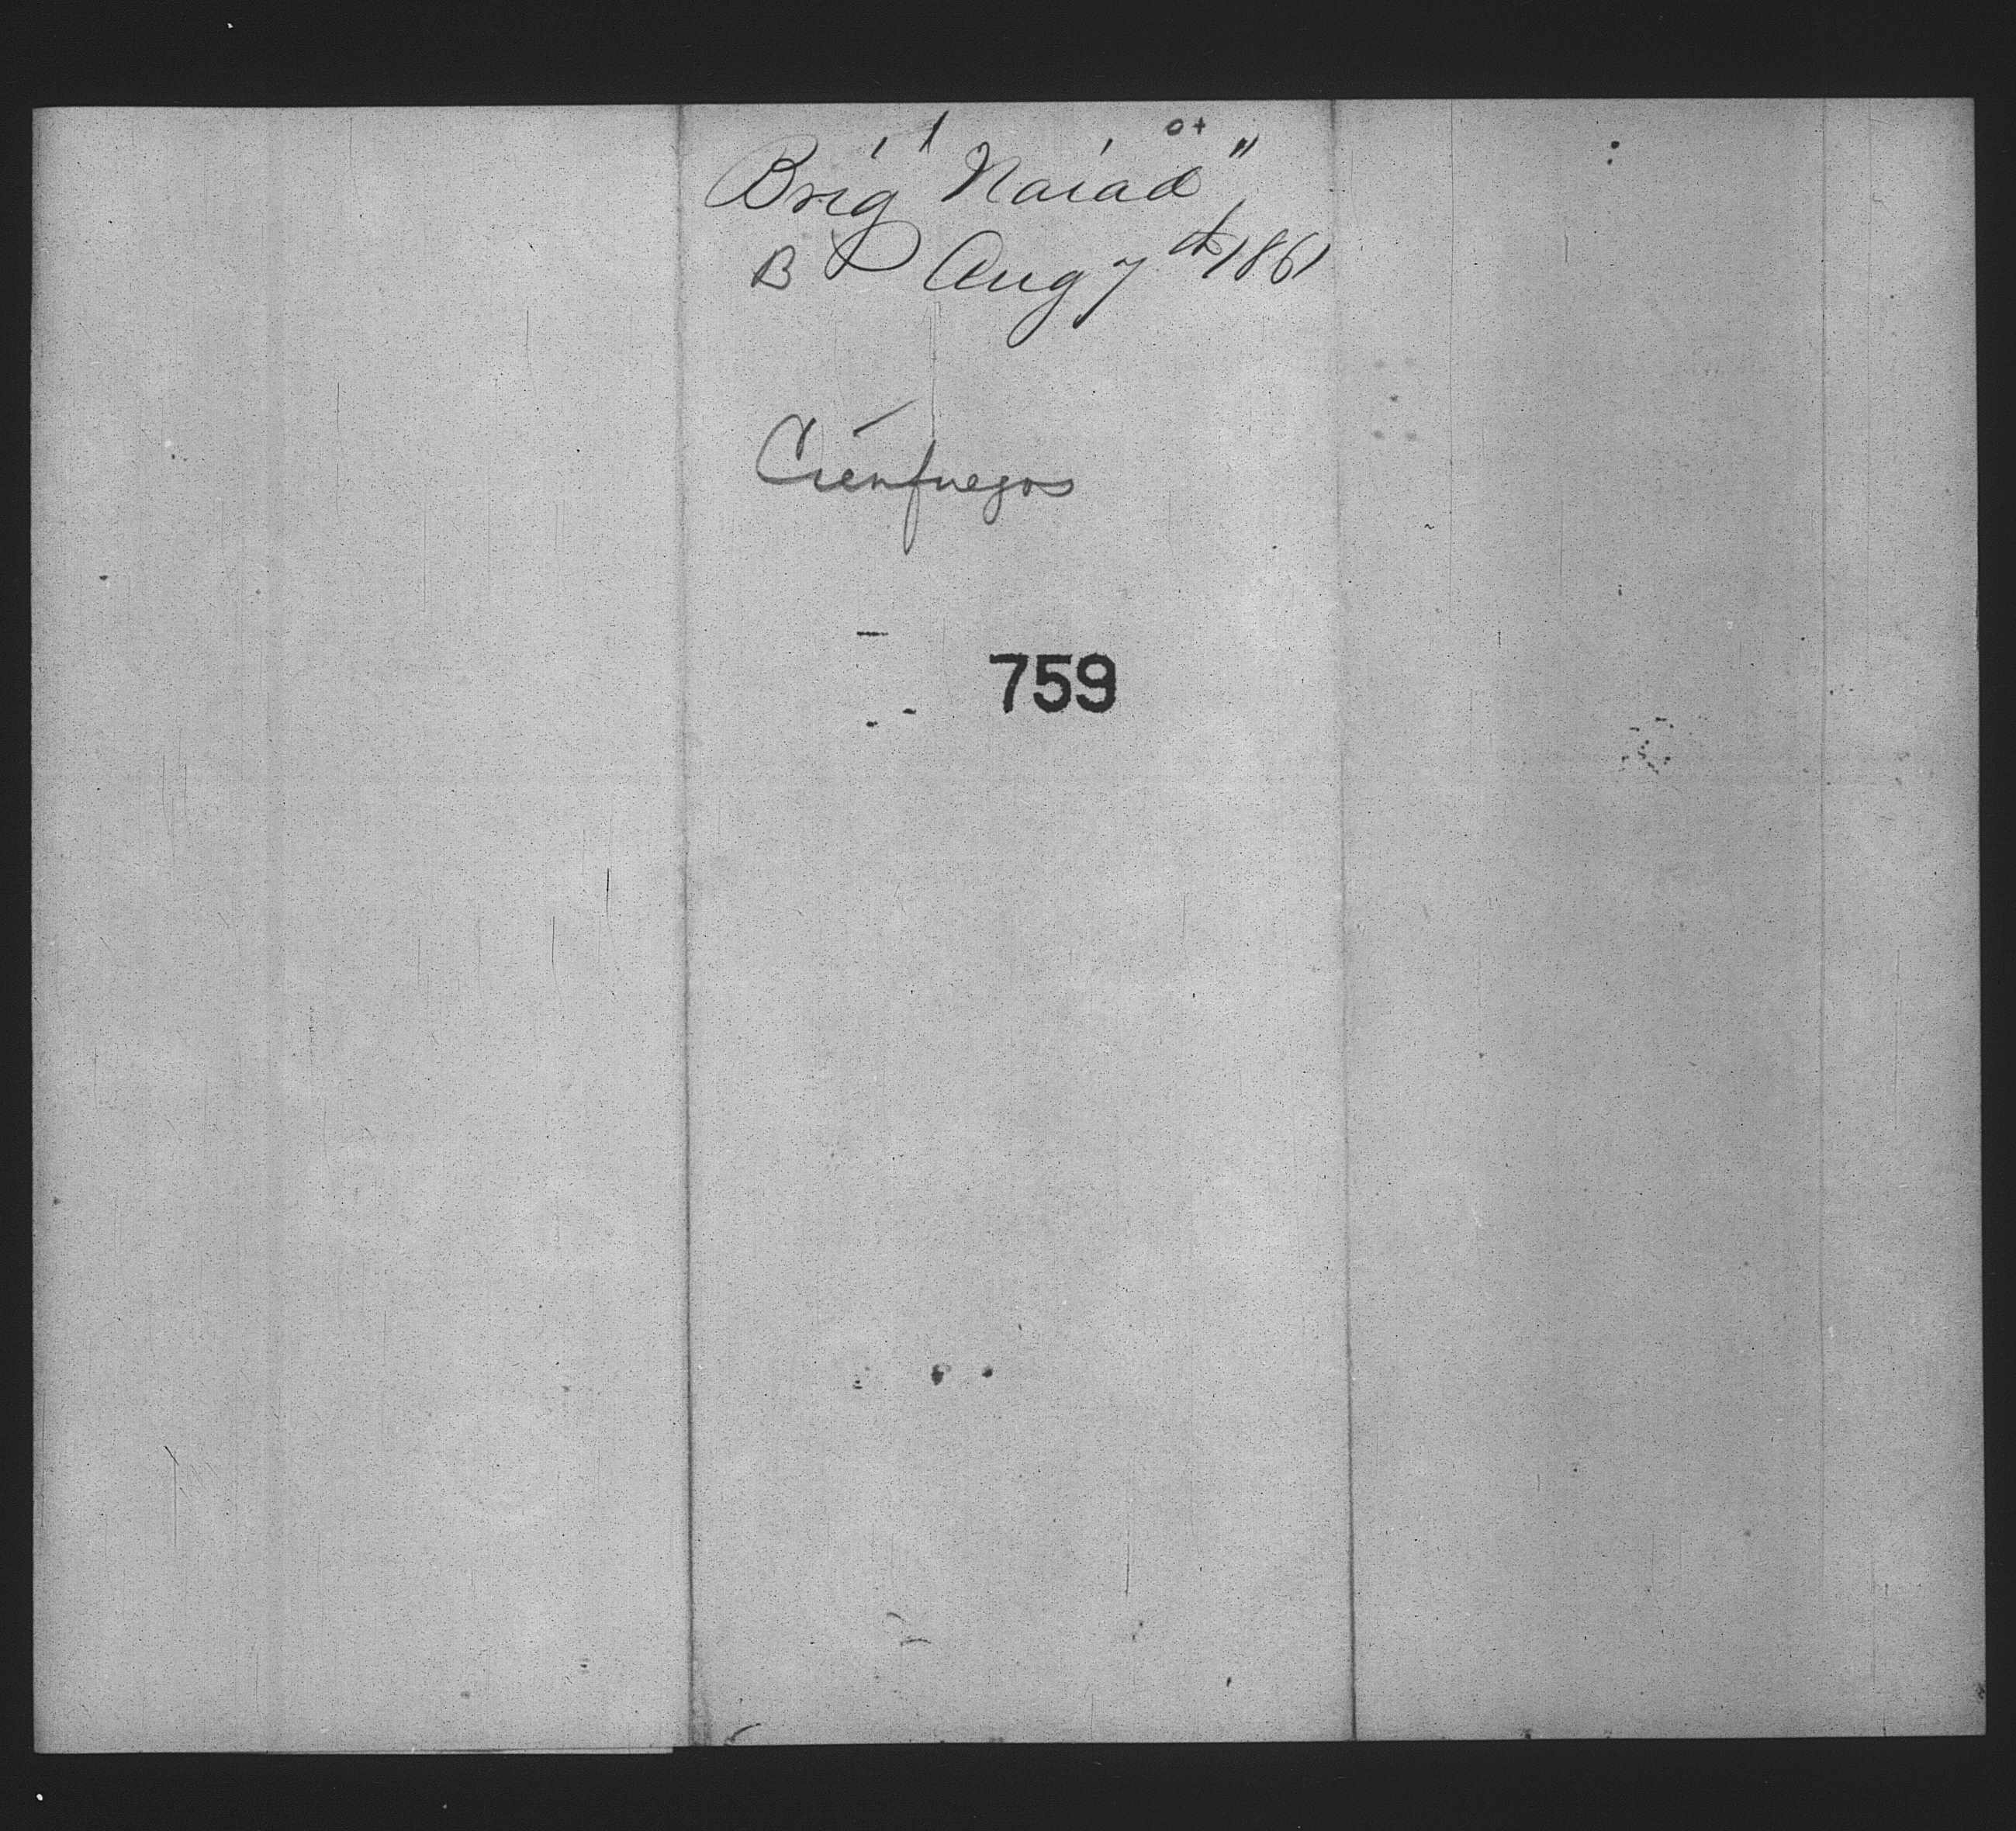 Brig "Naiad"
B Aug 7th 1861
Cienfuegos
759